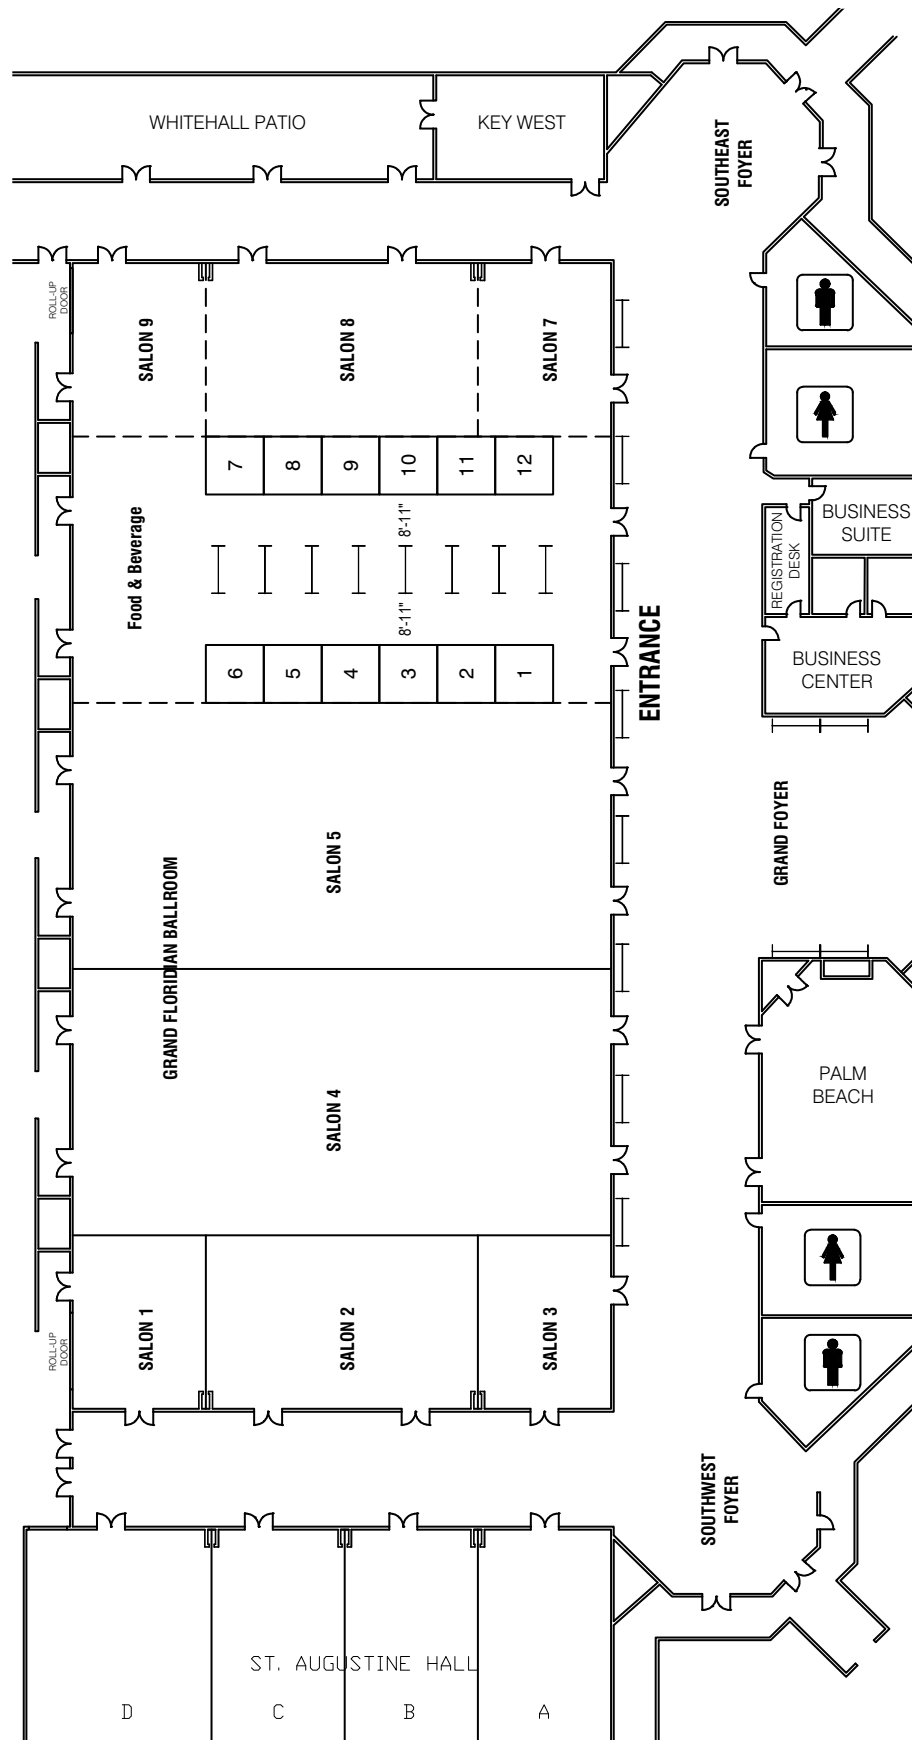 WHITEHALL PATIO
KEY WEST
SOUTHEAST
FOYER
ROLL-UP
DOOR
SALON 9
SALON 8
SALON 7
7
8
9
10
11
12
Food & Beverage
8'-11"
8'-11"
6
5
4
3
2
1
ENTRANCE
REGISTRATION
DESK
BUSINESS
SUITE
BUSINESS
CENTER
GRAND FOYER
SALON 5
GRAND FLORIDIAN BALLROOM
SALON 4
PALM
BEACH
ROLL-UP
DOOR
SALON 1
SALON 2
SALON 3
SOUTHWEST
FOYER
ST. AUGUSTINE HALL
D
C
B
A